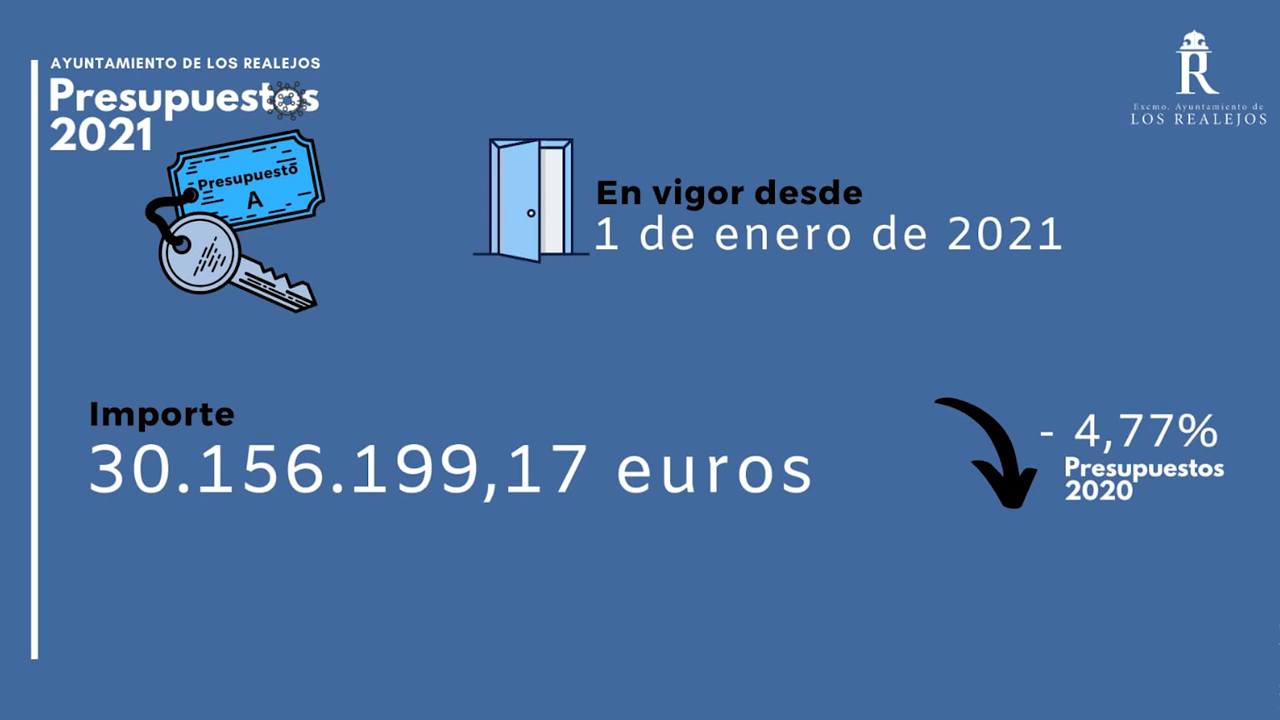 AYUNTAMIENTO DE LOS REALEJOS
Presupuestos
2021
Presupuesto
A
En vigor desde
1 de enero de 2021
Excmo. Ayuntamiento de
LOS REALEJOS
Importe
30.156.199,17 euros
- 4,77%
Presupuestos
2020